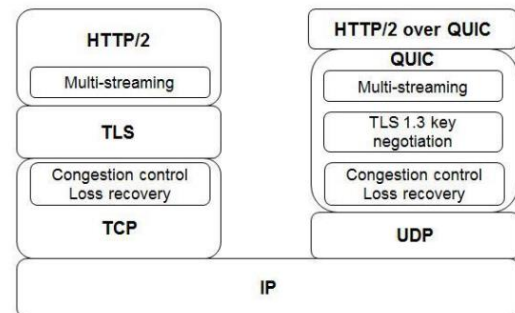 HTTP/2
Multi-streaming
TLS
Congestion control
Loss recovery
TCP
HTTP/2 over QUIC
QUIC
Multi-streaming
TLS 1.3 key
negotiation
Congestion control
Loss recovery
UDP
IP